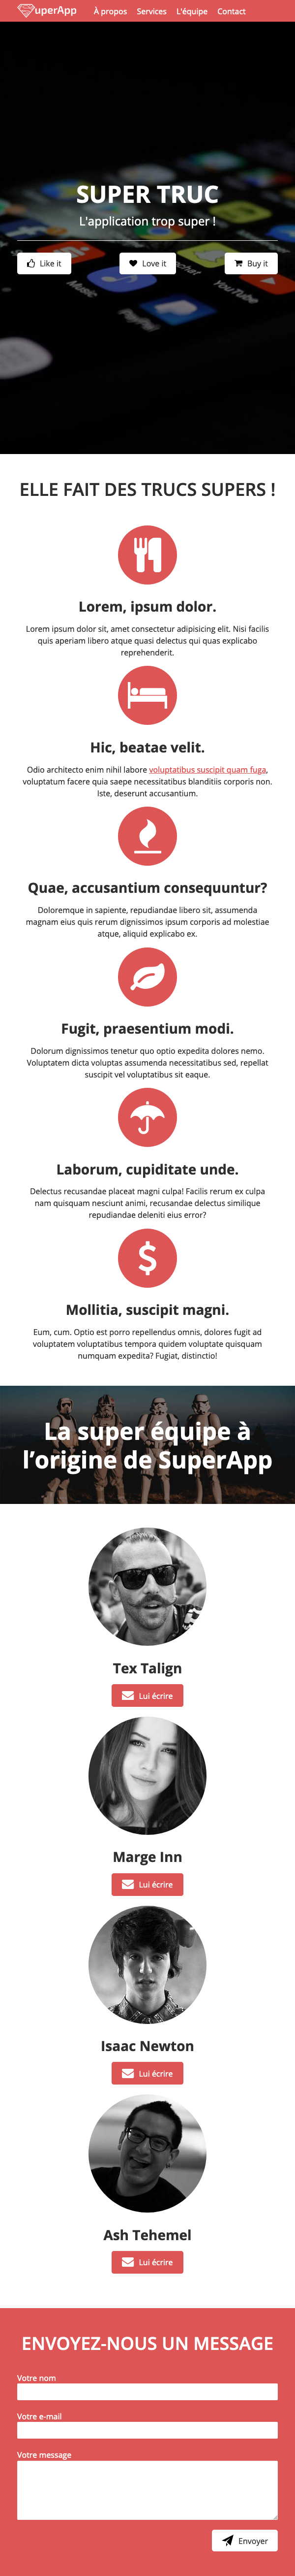 SuperApp
À propos
Services
L'équipe
Contact
SUPER TRUC
L'application trop super !
Like it
Love it
Buy it
Music
PayPal
YouTube
ELLE FAIT DES TRUCS SUPERS !
Lorem, ipsum dolor.
Lorem ipsum dolor sit, amet consectetur adipisicing elit. Nisi facilis
quis aperiam libero atque quasi delectus qui quas explicabo
reprehenderit.
Hic, beatae velit.
Odio architecto enim nihil labore voluptatibus suscipit quam fuga,
voluptatum facere quia saepe necessitatibus blanditiis corporis non.
Iste, deserunt accusantium.
Quae, accusantium consequuntur?
Doloremque in sapiente, repudiandae libero sit, assumenda
magnam eius quis rerum dignissimos ipsum corporis ad molestiae
atque, aliquid explicabo ex.
Fugit, praesentium modi.
Dolorum dignissimos tenetur quo optio expedita dolores nemo.
Voluptatem dicta voluptas assumenda necessitatibus sed, repellat
suscipit vel voluptatibus sit eaque.
Laborum, cupiditate unde.
Delectus recusandae placeat magni culpa! Facilis rerum ex culpa
nam quisquam nesciunt animi, recusandae delectus similique
repudiandae deleniti eius error?
Mollitia, suscipit magni.
Eum, cum. Optio est porro repellendus omnis, dolores fugit ad
voluptatem voluptatibus tempora quidem voluptate quisquam
numquam expedita? Fugiat, distinctio!
La super équipe à
l’origine de SuperApp
Tex Talign
Lui écrire
Marge Inn
Lui écrire
Isaac Newton
Lui écrire
Ash Tehemel
Lui écrire
ENVOYEZ-NOUS UN MESSAGE
Votre nom
Votre e-mail
Votre message
Envoyer